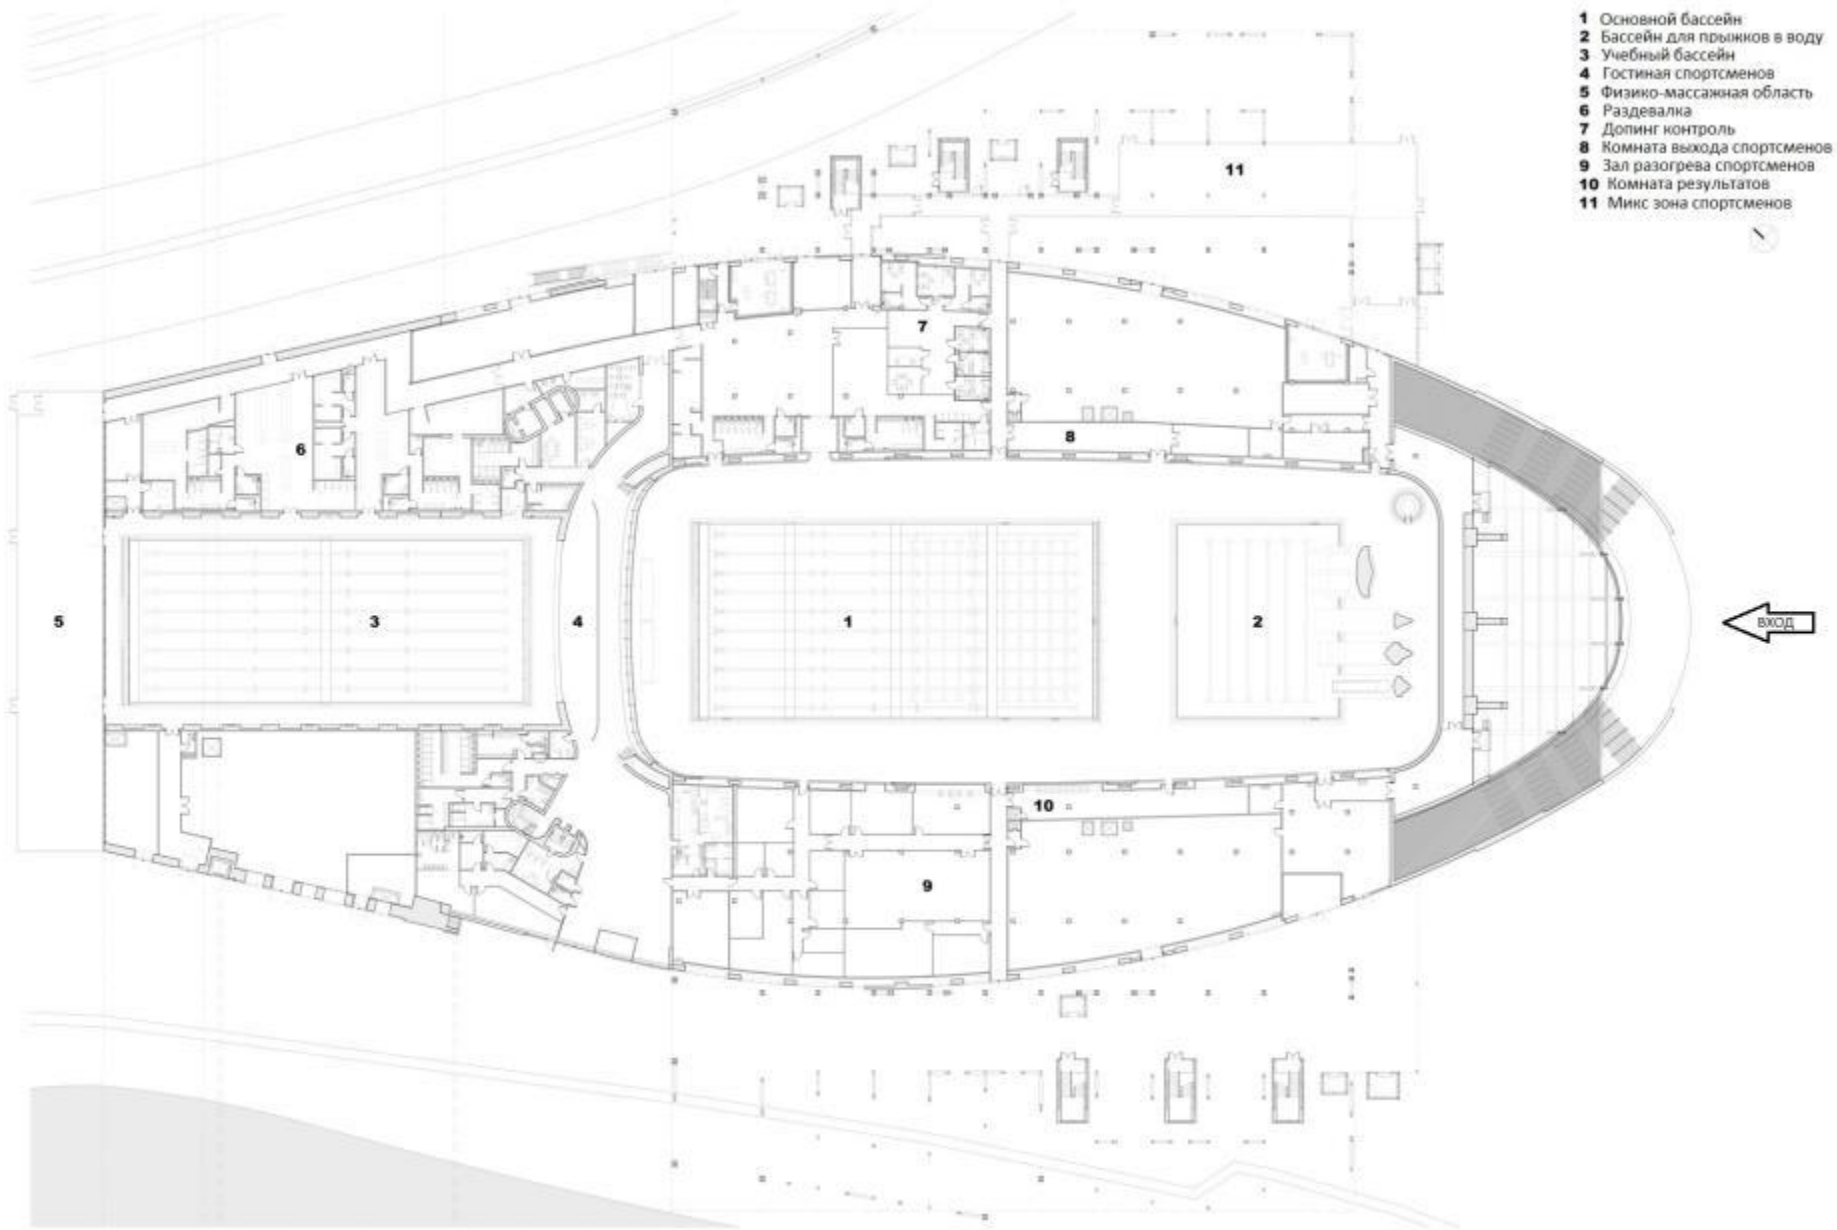 1 Основной бассейн
2 Бассейн для прыжков в воду
3 Учебный бассейн
4 Гостиная спортсменов
5 Физико-массажная область
6 Раздевалка
7 Допинг контроль
8 Комната выхода спортсменов
9 Зал разогрева спортсменов
10 Комната результатов
11 Микс зона спортсменов
11
7
8
6
5
3
4
1
2
ВХОД
10
9